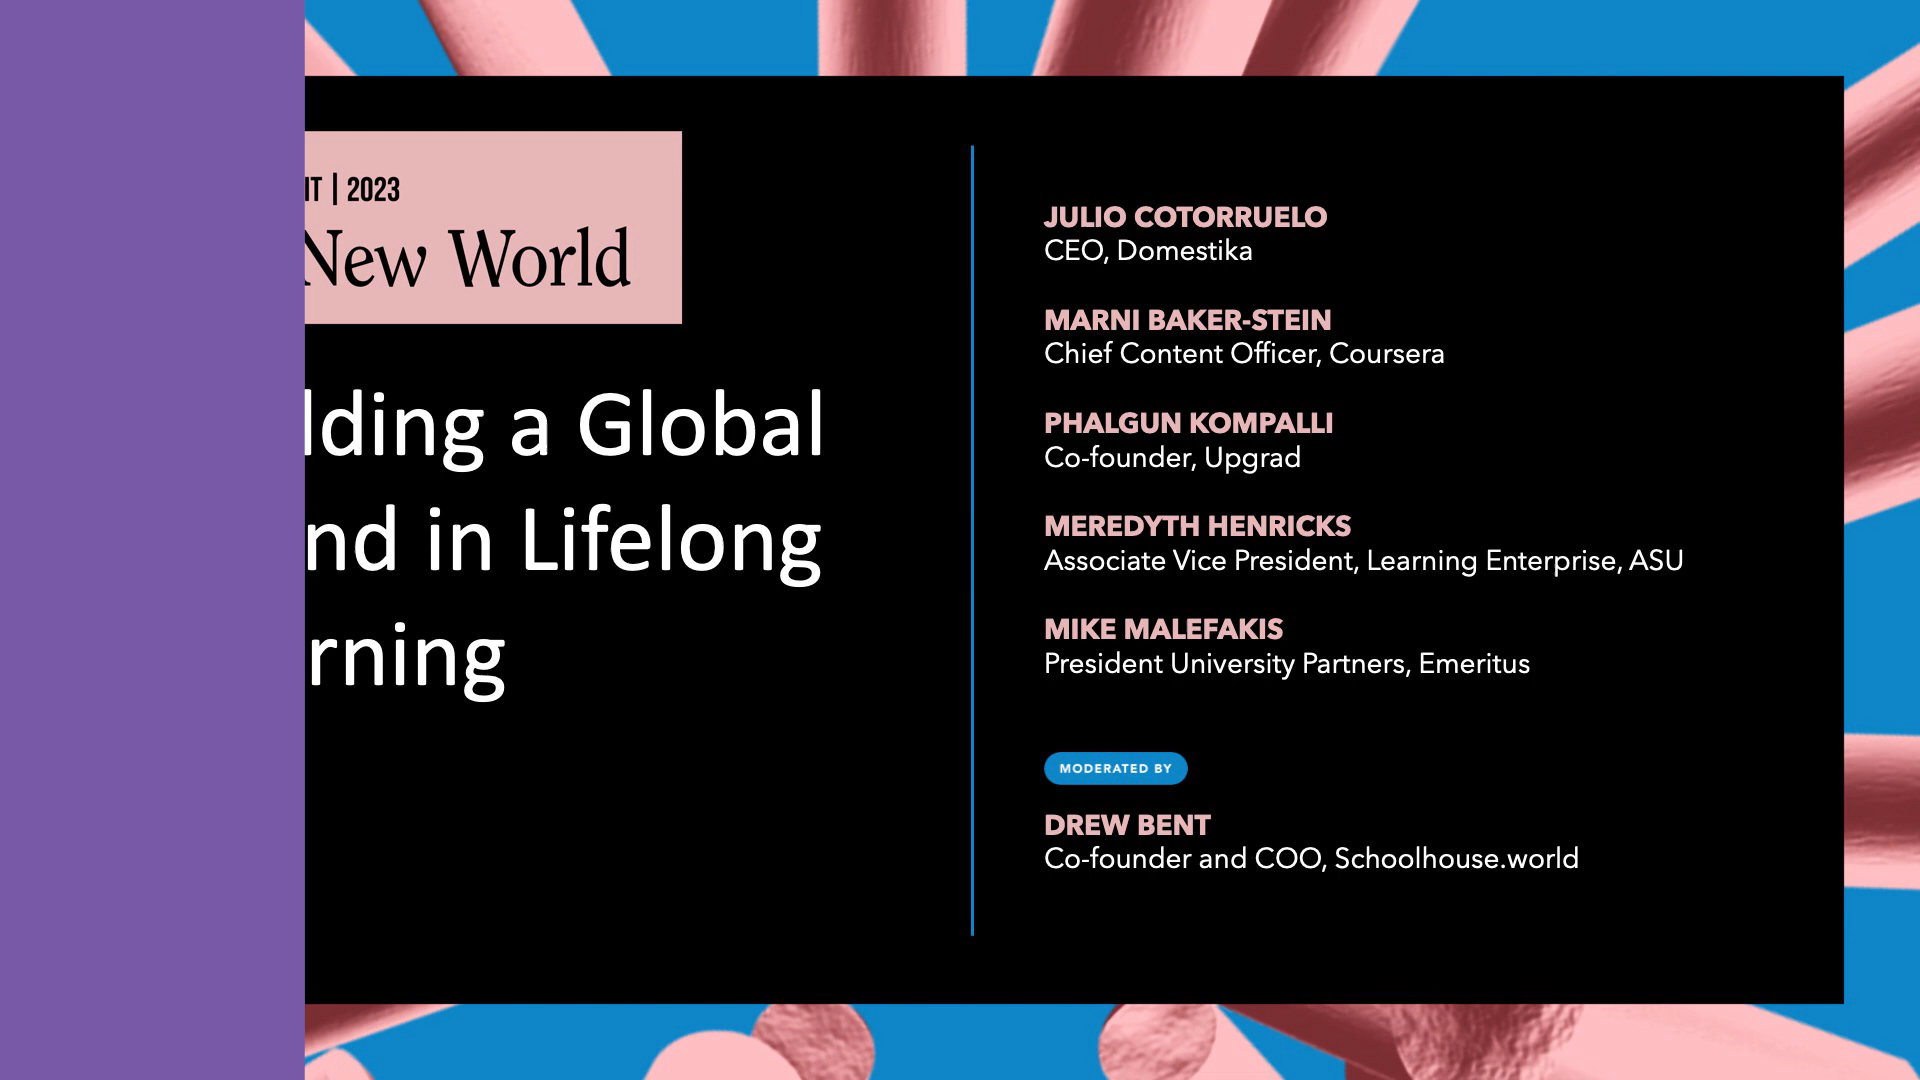 IT | 2023
New World
lding a Global
nd in Lifelong
rning
JULIO COTORRUELO
CEO, Domestika
MARNI BAKER-STEIN
Chief Content Officer, Coursera
PHALGUN KOMPALLI
Co-founder, Upgrad
MEREDYTH HENRICKS
Associate Vice President, Learning Enterprise, ASU
MIKE MALEFAKIS
President University Partners, Emeritus
MODERATED BY
DREW BENT
Co-founder and COO, Schoolhouse.world